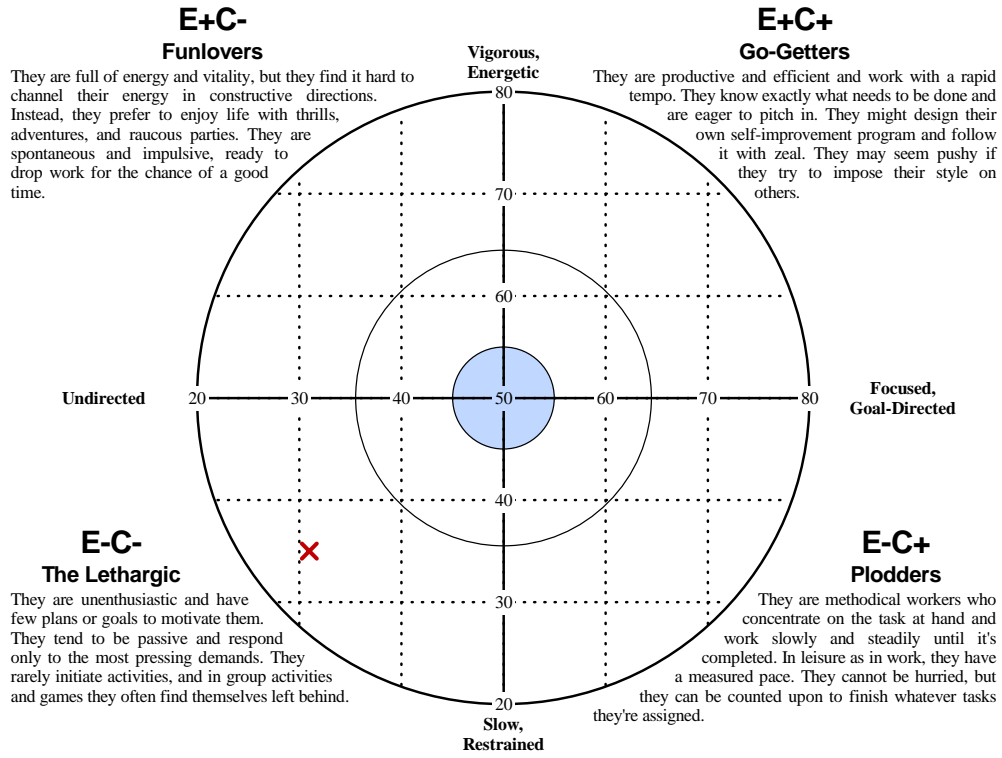 E+C-
Funlovers
They are full of energy and vitality, but they find it hard to
channel their energy in constructive directions.
Instead, they prefer to enjoy life with thrills,
adventures, and raucous parties. They are
spontaneous and impulsive, ready to
drop work for the chance of a good
time.
Vigorous,
Energetic
E+C+
Go-Getters
They are productive and efficient and work with a rapid
tempo. They know exactly what needs to be done and
are eager to pitch in. They might design their
own self-improvement program and follow
it with zeal. They may seem pushy if
they try to impose their style on
others.
80
70
60
Undirected
20 30 40 50 60 70 80
Focused,
Goal-Directed
40
30
20
E-C-
The Lethargic
They are unenthusiastic and have
few plans or goals to motivate them.
They tend to be passive and respond
only to the most pressing demands. They
rarely initiate activities, and in group activities
and games they often find themselves left behind.
Slow,
Restrained
E-C+
Plodders
They are methodical workers who
concentrate on the task at hand and
work slowly and steadily until it's
completed. In leisure as in work, they have
a measured pace. They cannot be hurried, but
they can be counted upon to finish whatever tasks
they're assigned.